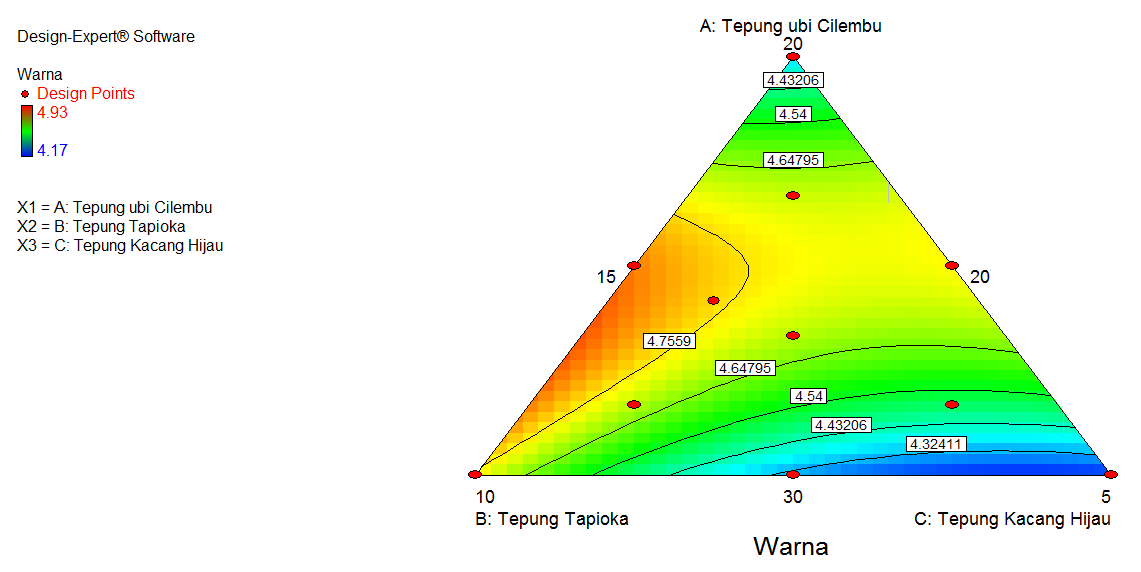 Design-Expert® Software
Warna
Design Points
4.93
4.17
X1 = A: Tepung ubi Cilembu
X2 = B: Tepung Tapioka
X3 = C: Tepung Kacang Hijau
A: Tepung ubi Cilembu
20
4.43206
4.54
4.64795
15
20
4.7559
4.64795
4.54
4.43206
4.32411
10
30
5
B: Tepung Tapioka
C: Tepung Kacang Hijau
Warna